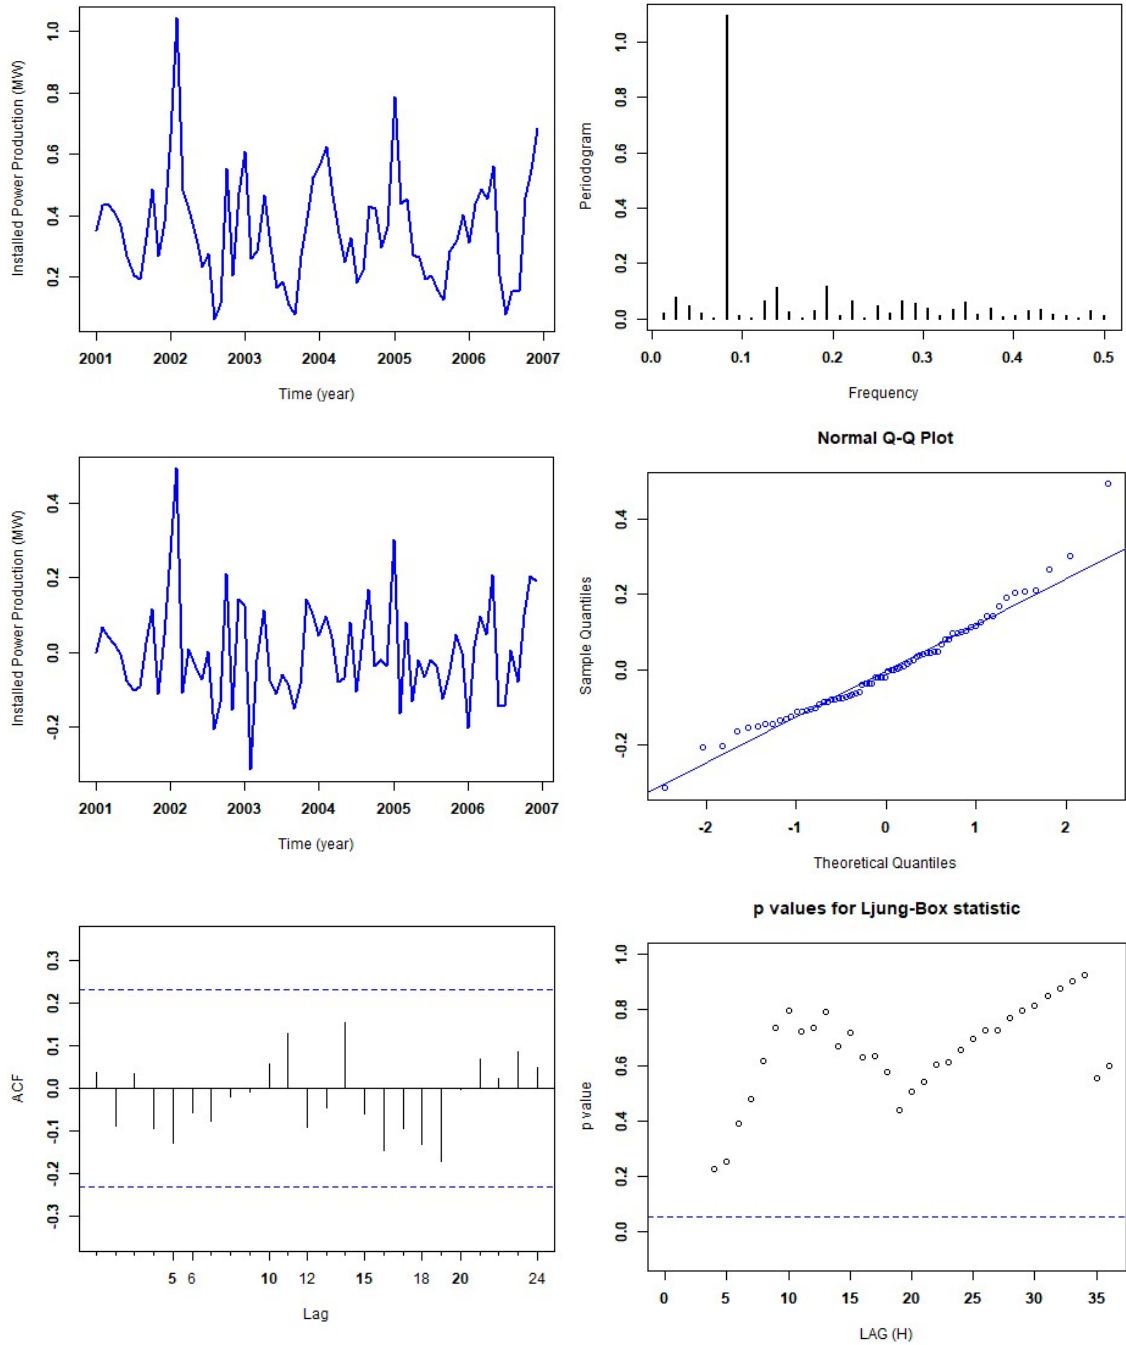 Installed Power Production (MW)
1.0
0.8
0.6
0.4
0.2
2001 2002 2003 2004 2005 2006 2007
Time (year)
Periodogram
1.0
0.8
0.6
0.4
0.2
0.0
0.0 0.1 0.2 0.3 0.4 0.5
Frequency
Installed Power Production (MW)
0.4
0.2
0.0
-0.2
2001 2002 2003 2004 2005 2006 2007
Time (year)
Normal Q-Q Plot
Sample Quantiles
0.4
0.2
0.0
-0.2
-2 -1 0 1 2
Theoretical Quantiles
ACF
0.3
0.2
0.1
0.0
-0.1
-0.2
-0.3
5 6 10 12 15 18 20 24
Lag
p values for Ljung-Box statistic
p value
1.0
0.8
0.6
0.4
0.2
0.0
0 5 10 15 20 25 30 35
LAG (H)